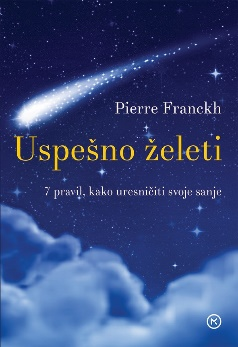 Pierre Franckh
Uspešno želeti
7 pravil, kako uresničiti svoje sanje